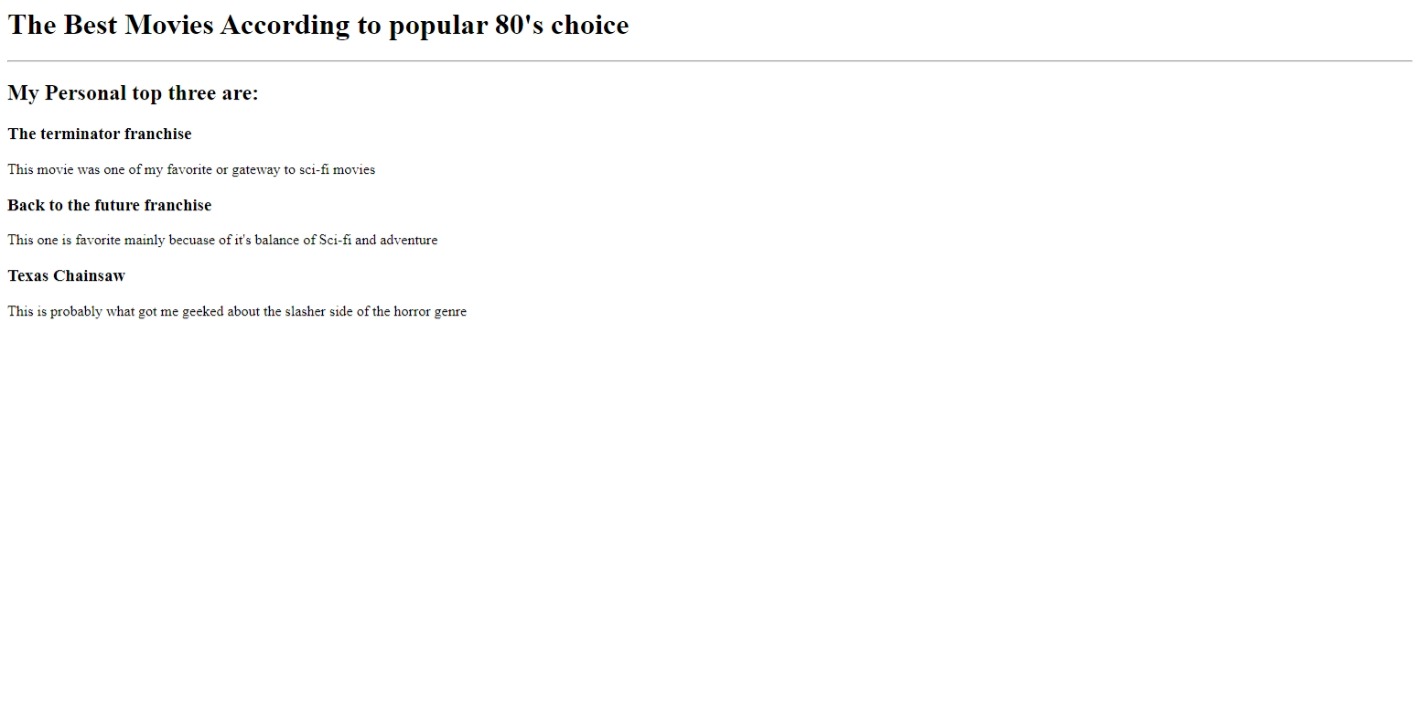 The Best Movies According to popular 80's choice
My Personal top three are:
The terminator franchise
This movie was one of my favorite or gateway to sci-fi movies
Back to the future franchise
This one is favorite mainly becuase of it's balance of Sci-fi and adventure
Texas Chainsaw
This is probably what got me geeked about the slasher side of the horror genre